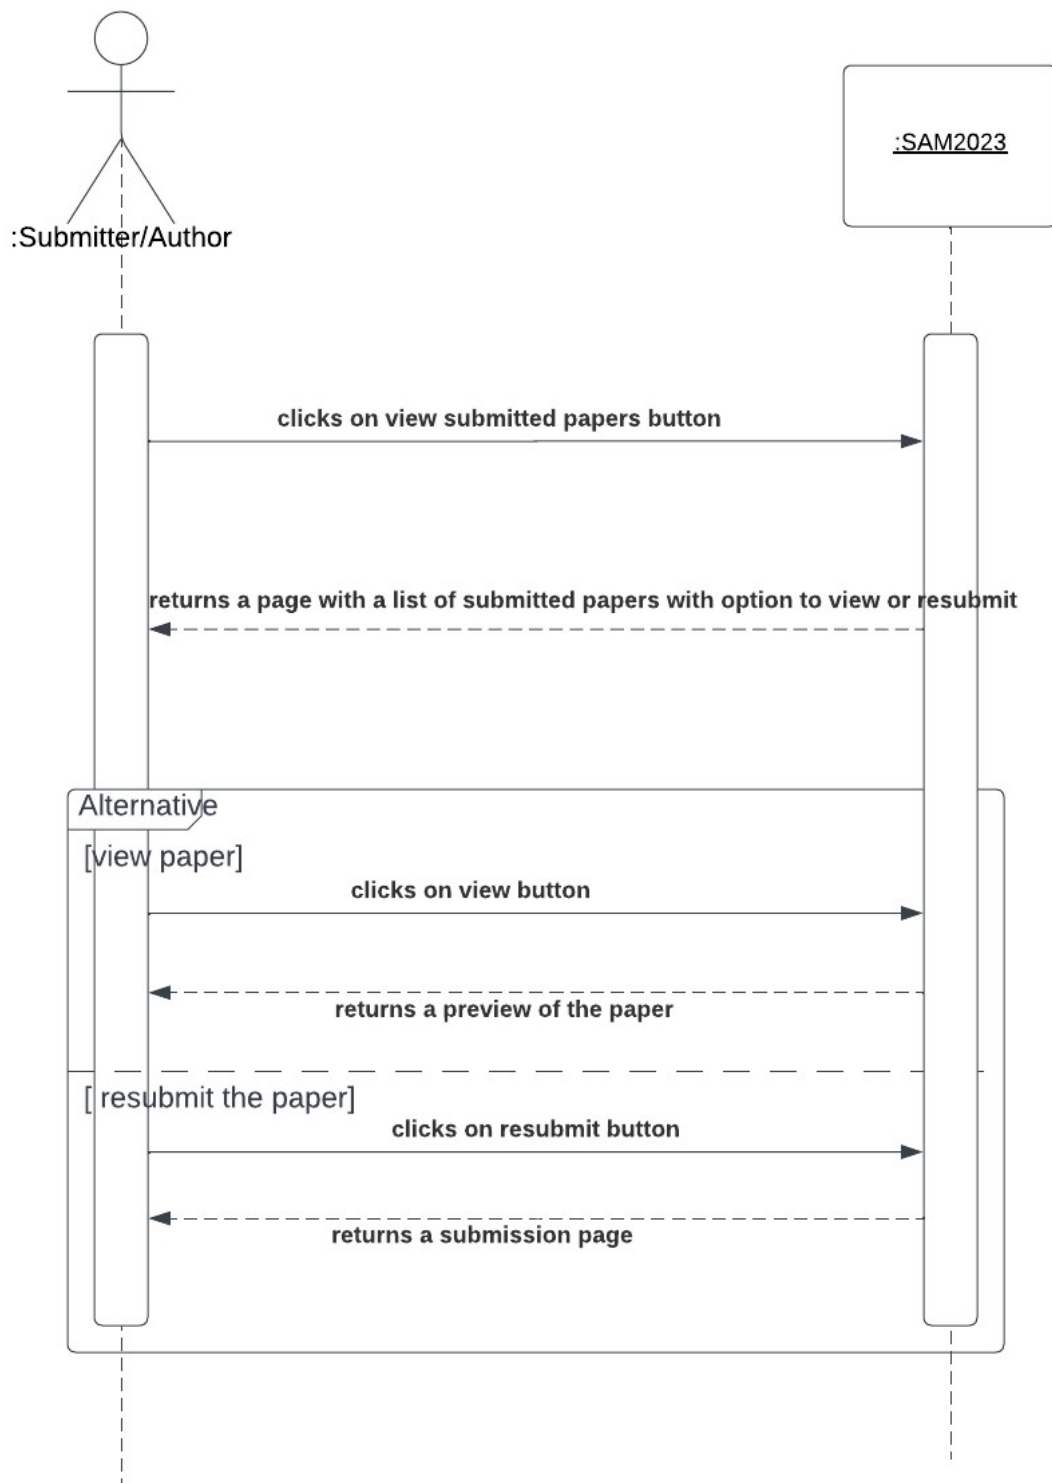 :SAM2023
:Submitter/Author
clicks on view submitted papers button
returns a page with a list of submitted papers with option to view or resubmit
Alternative
[view paper]
clicks on view button
returns a preview of the paper
[ resubmit the paper]
clicks on resubmit button
returns a submission page